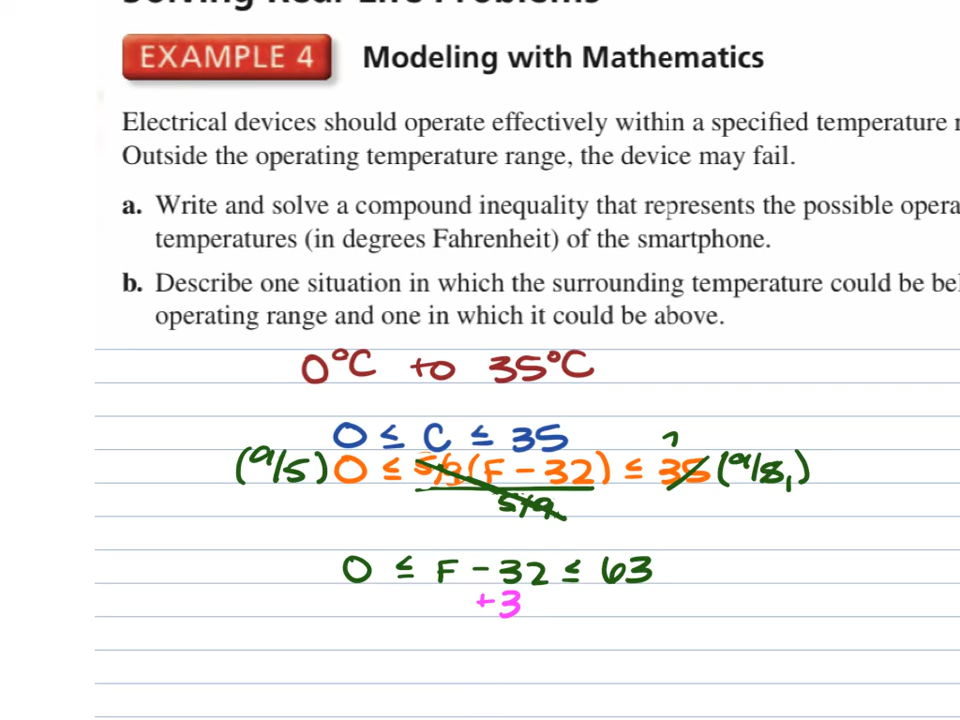 EXAMPLE 4 Modeling with Mathematics
Electrical devices should operate effectively within a specified temperature
Outside the operating temperature range, the device may fail.
a. Write and solve a compound inequality that represents the possible
temperatures (in degrees Fahrenheit) of the smartphone.
b. Describe one situation in which the surrounding temperature could be
operating range and one in which it could be above.
0°C to 35°C
0 ≤ C ≤ 35
7
(9/5) 0 ≤ 5/9 (F - 32) ≤ 35 (9/5 1)
5/9
0 ≤ F - 32 ≤ 63
+3